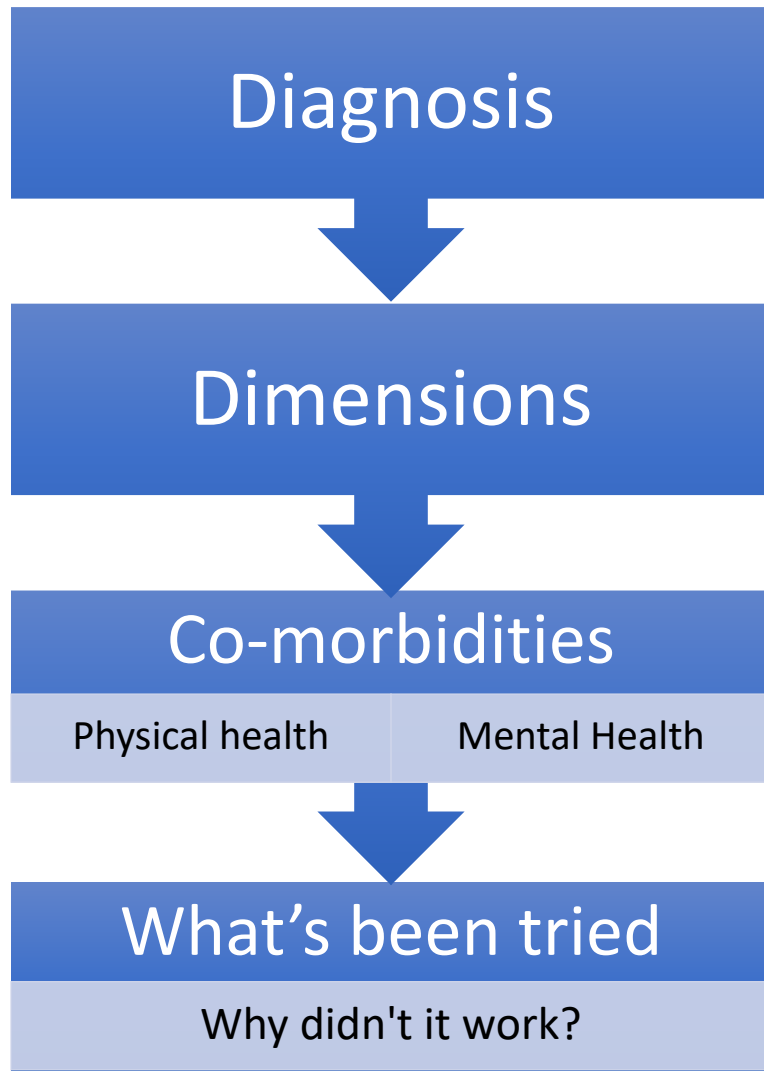 Diagnosis
Dimensions
Co-morbidities
Physical health
Mental Health
What’s been tried
Why didn't it work?